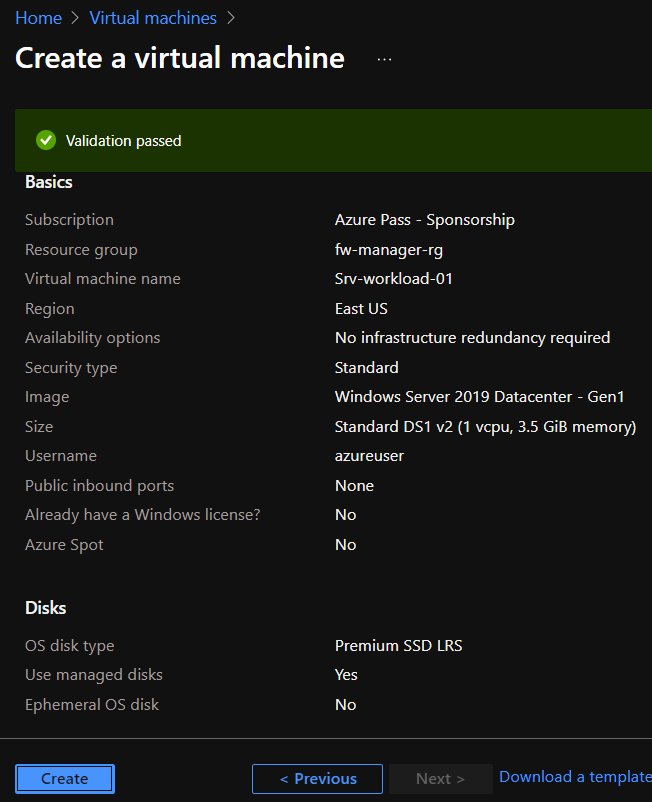 Home > Virtual machines >
Create a virtual machine ...
Validation passed
Basics
Subscription Azure Pass - Sponsorship
Resource group fw-manager-rg
Virtual machine name Srv-workload-01
Region East US
Availability options No infrastructure redundancy required
Security type Standard
Image Windows Server 2019 Datacenter - Gen1
Size Standard DS1 v2 (1 vcpu, 3.5 GiB memory)
Username azureuser
Public inbound ports None
Already have a Windows license? No
Azure Spot No
Disks
OS disk type Premium SSD LRS
Use managed disks Yes
Ephemeral OS disk No
Create < Previous Next > Download a template